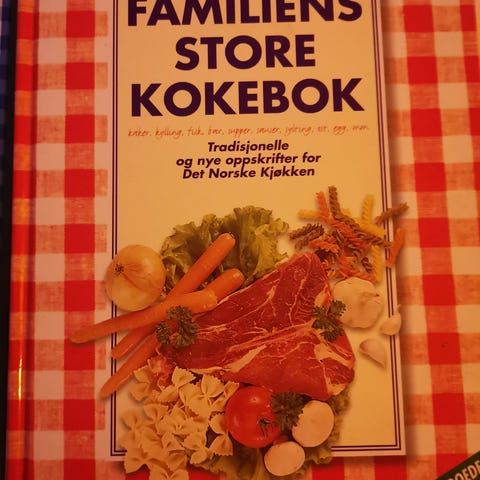 FAMILIENS
STORE
KOKEBOK
kaker, kylling, fisk, bær, supper, sauser, sylting, ost, egg, mm.
Tradisjonelle
og nye oppskrifter for
Det Norske Kjøkken